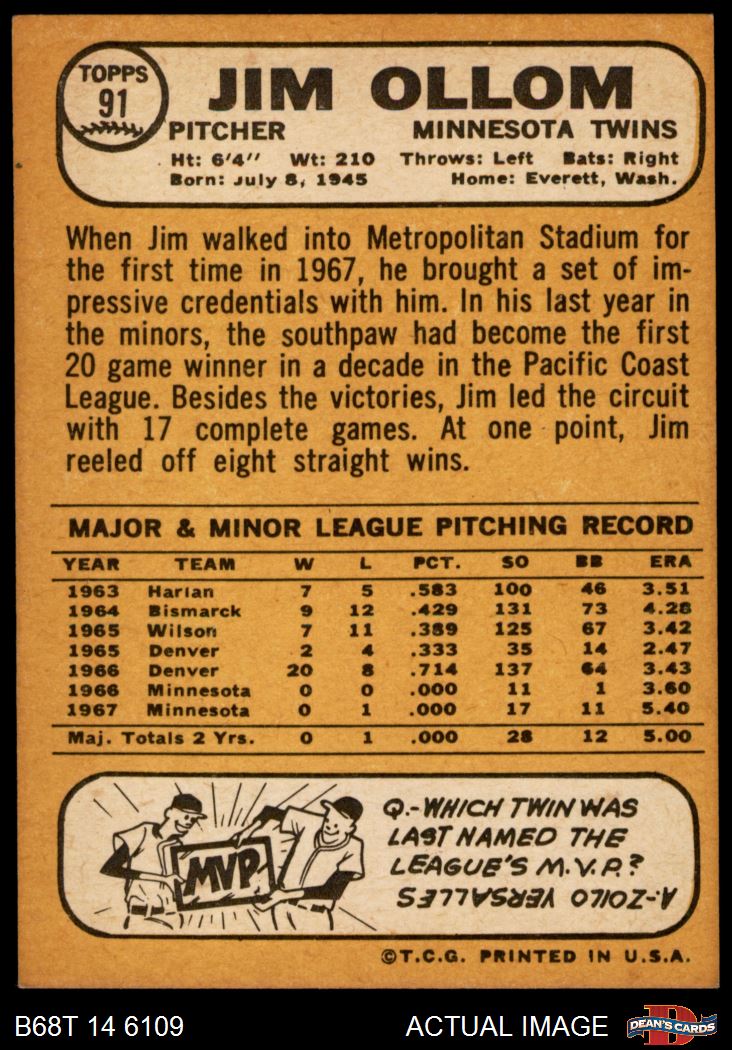 TOPPS
91
JIM OLLOM
PITCHER MINNESOTA TWINS
Ht: 6'4'' Wt: 210 Throws: Left Bats: Right
Born: July 8, 1945 Home: Everett, Wash.
When Jim walked into Metropolitan Stadium for
the first time in 1967, he brought a set of im-
pressive credentials with him. In his last year in
the minors, the southpaw had become the first
20 game winner in a decade in the Pacific Coast
League. Besides the victories, Jim led the circuit
with 17 complete games. At one point, Jim
reeled off eight straight wins.
MAJOR & MINOR LEAGUE PITCHING RECORD
YEAR TEAM W L PCT. SO BB ERA
1963 Harlan 7 5 .583 100 46 3.51
1964 Bismarck 9 12 .429 131 73 4.28
1965 Wilson 7 11 .389 125 67 3.42
1965 Denver 2 4 .333 35 14 2.47
1966 Denver 20 8 .714 137 64 3.43
1966 Minnesota 0 0 .000 11 1 3.60
1967 Minnesota 0 1 .000 17 11 5.40
Maj. Totals 2 Yrs. 0 1 .000 28 12 5.00
MVP
Q.-WHICH TWIN WAS
LAST NAMED THE
LEAGUE'S M.V.P.?
A-ZOILO VERSALLES
©T.C.G. PRINTED IN U.S.A.
B68T 14 6109 ACTUAL IMAGE D DEAN'S CARDS